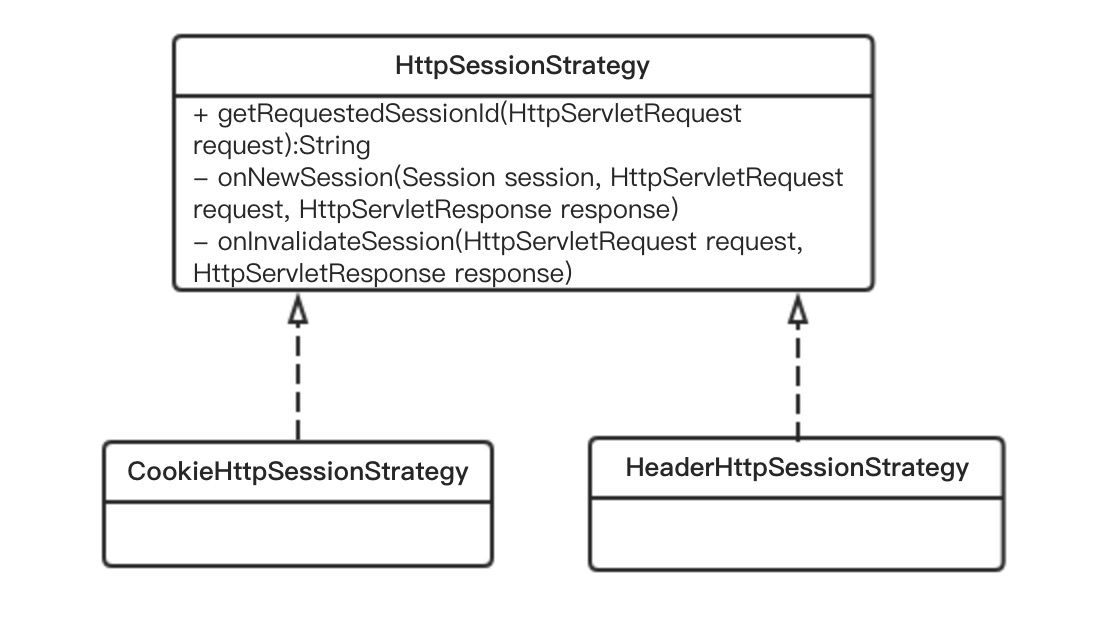 HttpSessionStrategy
+ getRequestedSessionId(HttpServletRequest
request):String
– onNewSession(Session session, HttpServletRequest
request, HttpServletResponse response)
– onInvalidateSession(HttpServletRequest request,
HttpServletResponse response)
CookieHttpSessionStrategy
HeaderHttpSessionStrategy